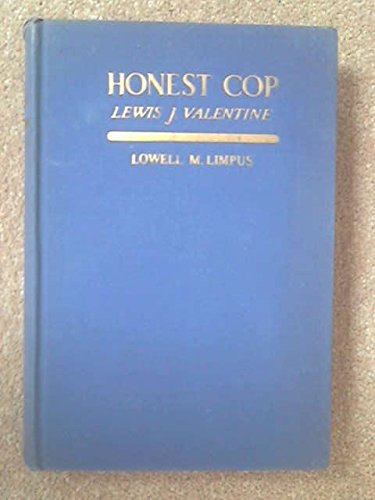 HONEST COP
LEWIS J VALENTINE
LOWELL M. LIMPUS